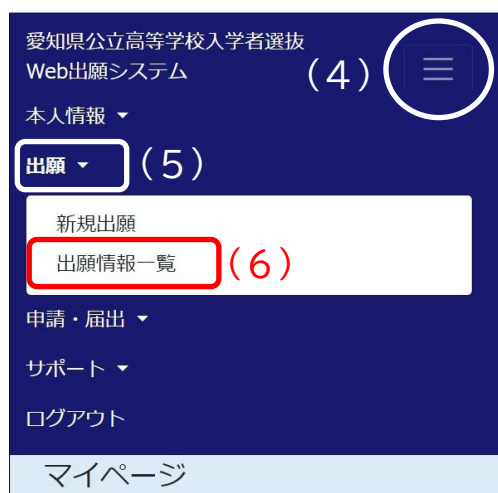 愛知県公立高等学校入学者選抜
Web出願システム
(4)
本人情報
出願
(5)
新規出願
出願情報一覧
(6)
申請・届出
サポート
ログアウト
マイページ